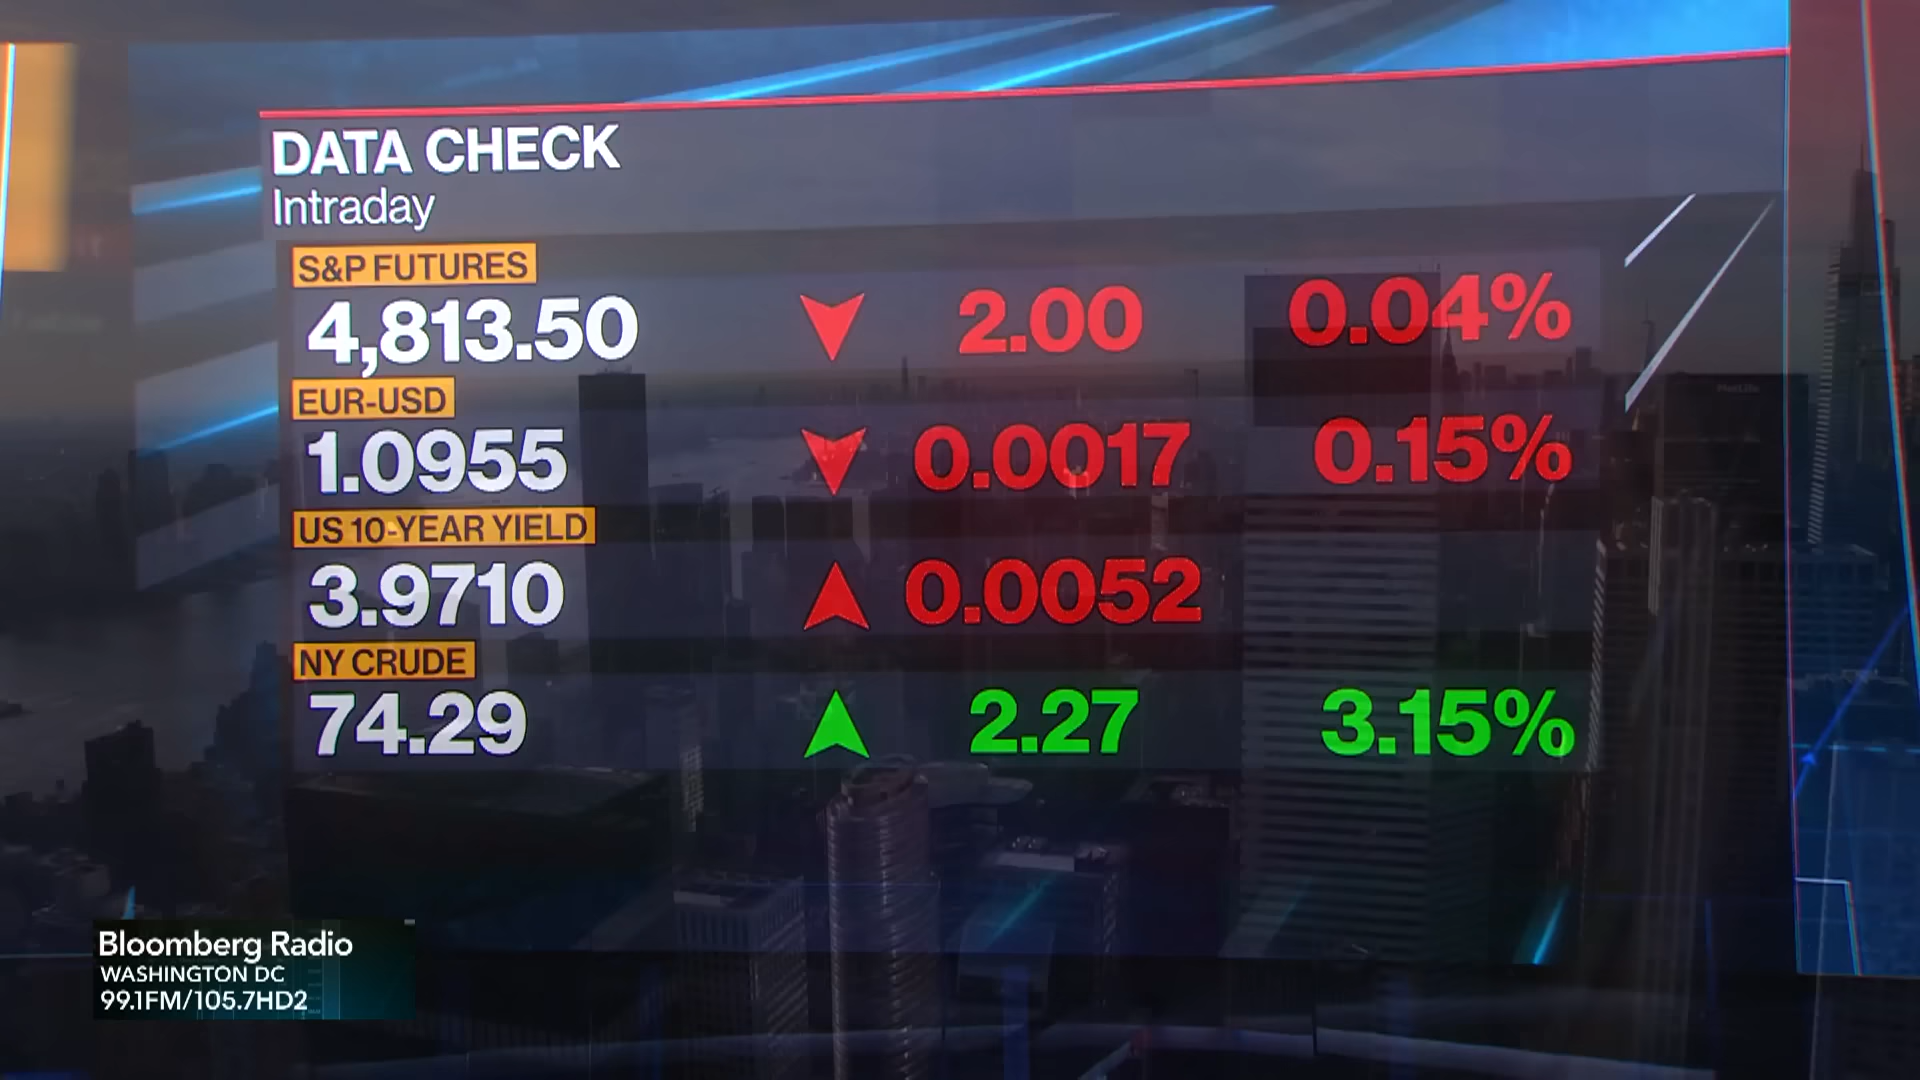 DATA CHECK
Intraday
S&P FUTURES
4,813.50 ▼ 2.00 0.04%
EUR-USD
1.0955 ▼ 0.0017 0.15%
US 10-YEAR YIELD
3.9710 ▲ 0.0052
NY CRUDE
74.29 ▲ 2.27 3.15%
MetLife
Bloomberg Radio
WASHINGTON DC
99.1FM/105.7HD2